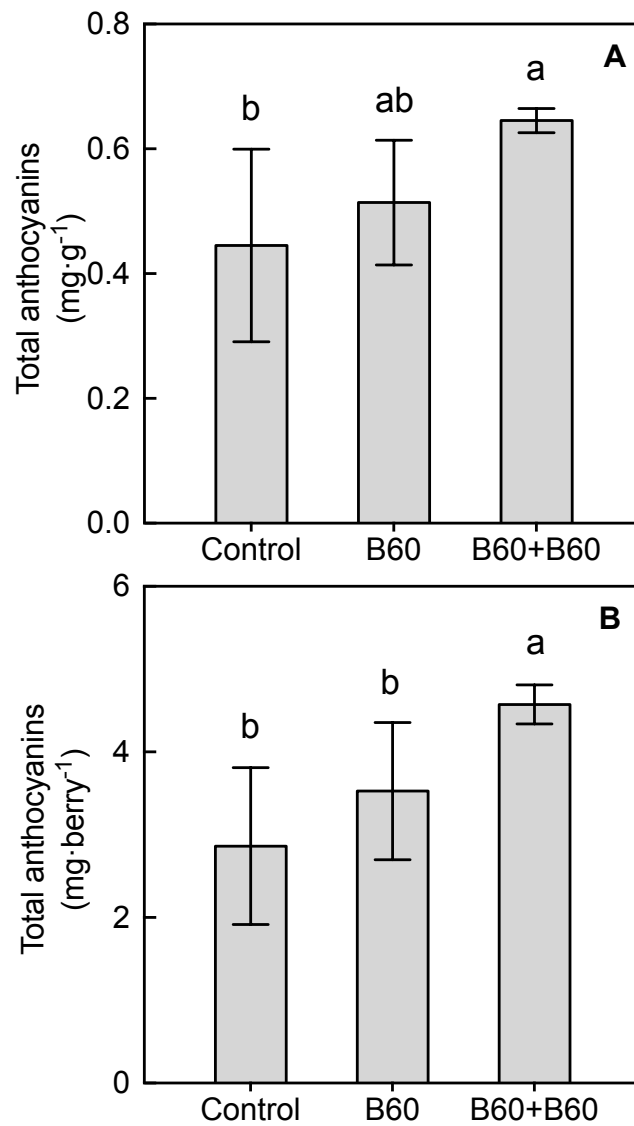 A
Total anthocyanins
(mg·g⁻¹)
0.8
0.6
0.4
0.2
0.0
b
ab
a
Control
B60
B60+B60
B
Total anthocyanins
(mg·berry⁻¹)
6
4
2
0
b
b
a
Control
B60
B60+B60